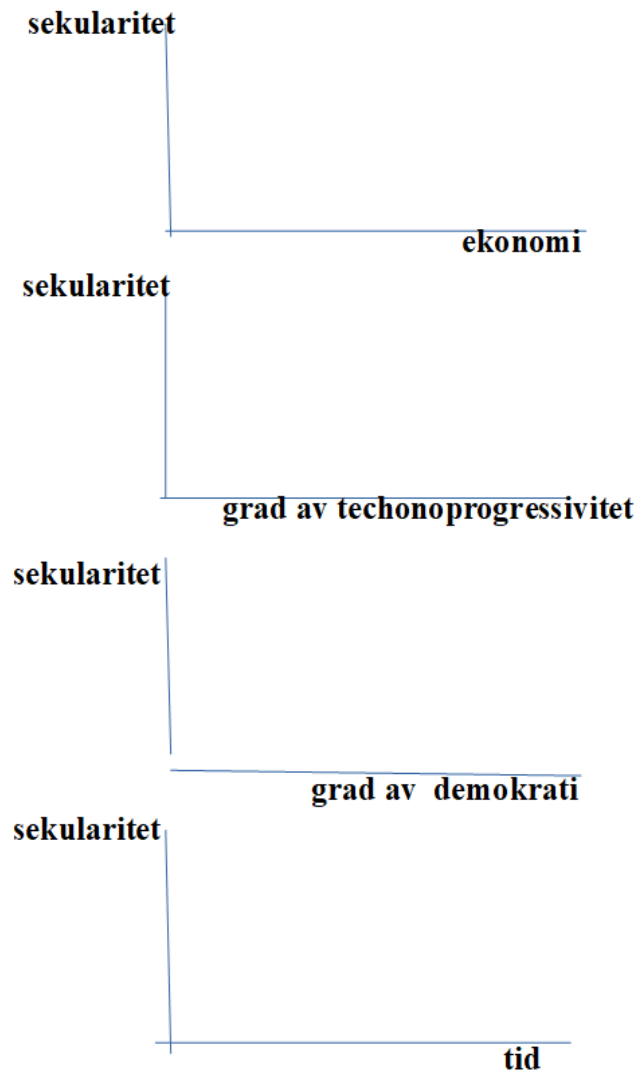 sekularitet
ekonomi
sekularitet
grad av techonoprogressivitet
sekularitet
grad av demokrati
sekularitet
tid